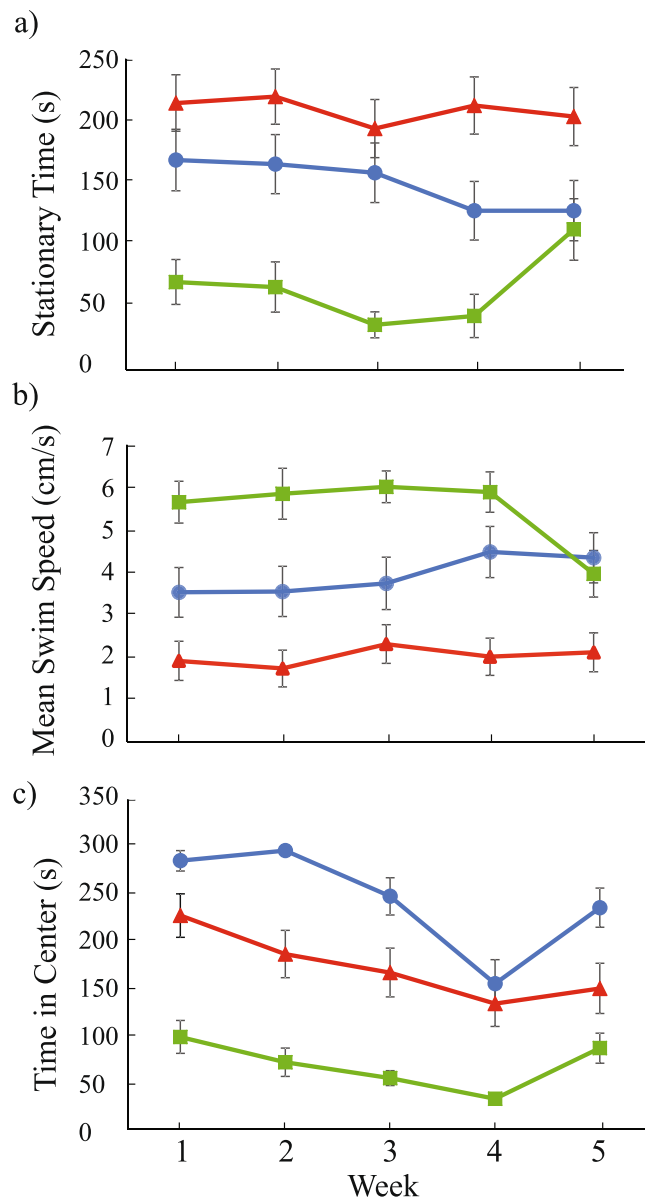 a)
Stationary Time (s)
250
200
150
100
50
0
b)
Mean Swim Speed (cm/s)
7
6
5
4
3
2
1
0
c)
Time in Center (s)
350
300
250
200
150
100
50
0
1 2 3 4 5
Week